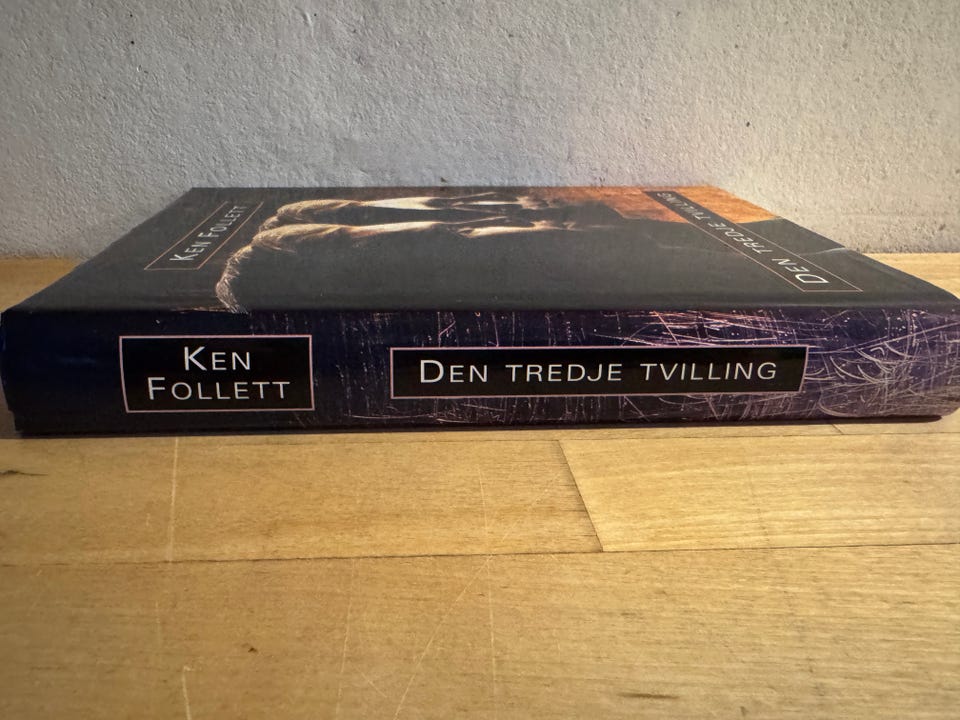 KEN FOLLETT
DEN TREDJE TVILLING
KEN
FOLLETT
DEN TREDJE TVILLING